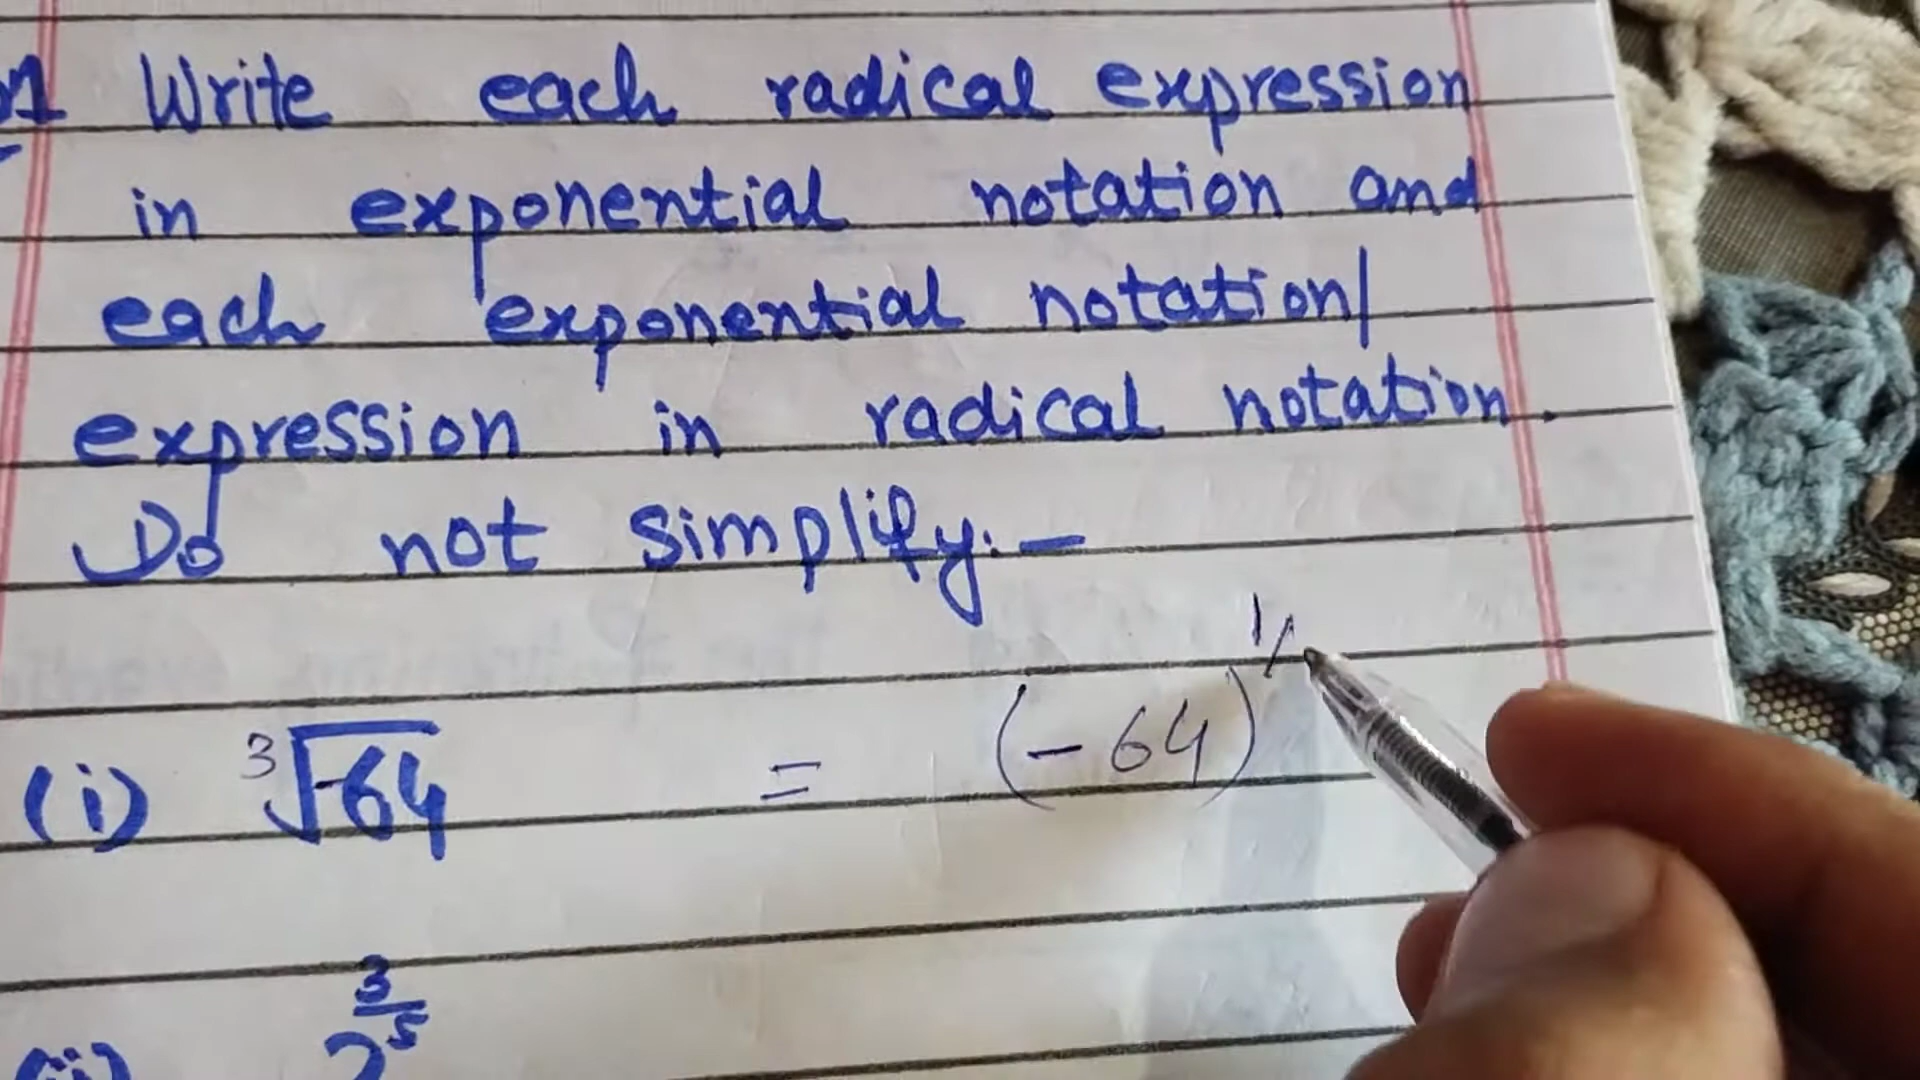 Write each radical expression
in exponential notation and
each exponential notation/
expression in radical notation.
Do not simplify:-
(i) ∛-64 = (-64)^1/
2^3/5